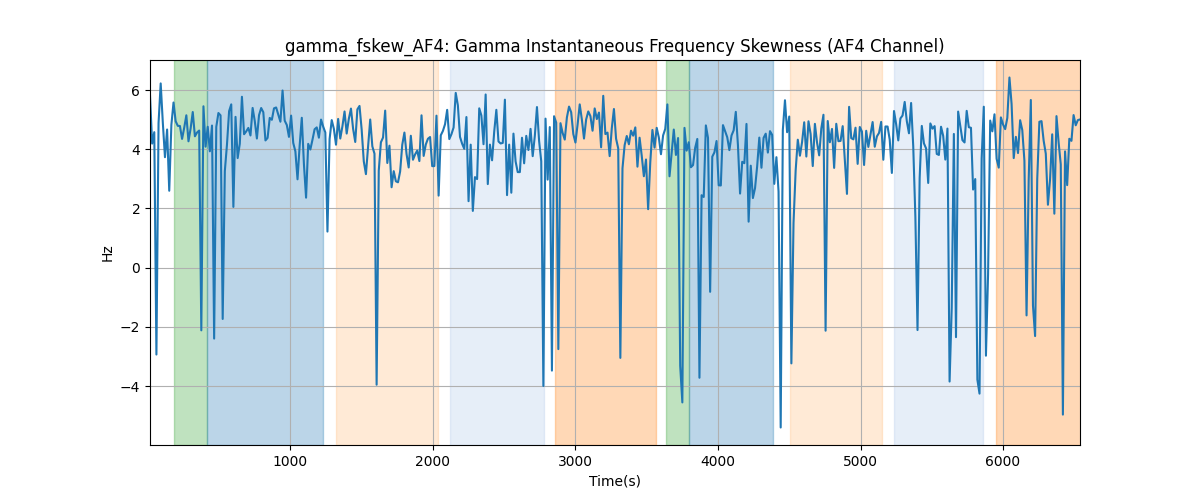 gamma_fskew_AF4: Gamma Instantaneous Frequency Skewness (AF4 Channel)
6
4
2
0
−2
−4
Hz
1000 2000 3000 4000 5000 6000
Time(s)